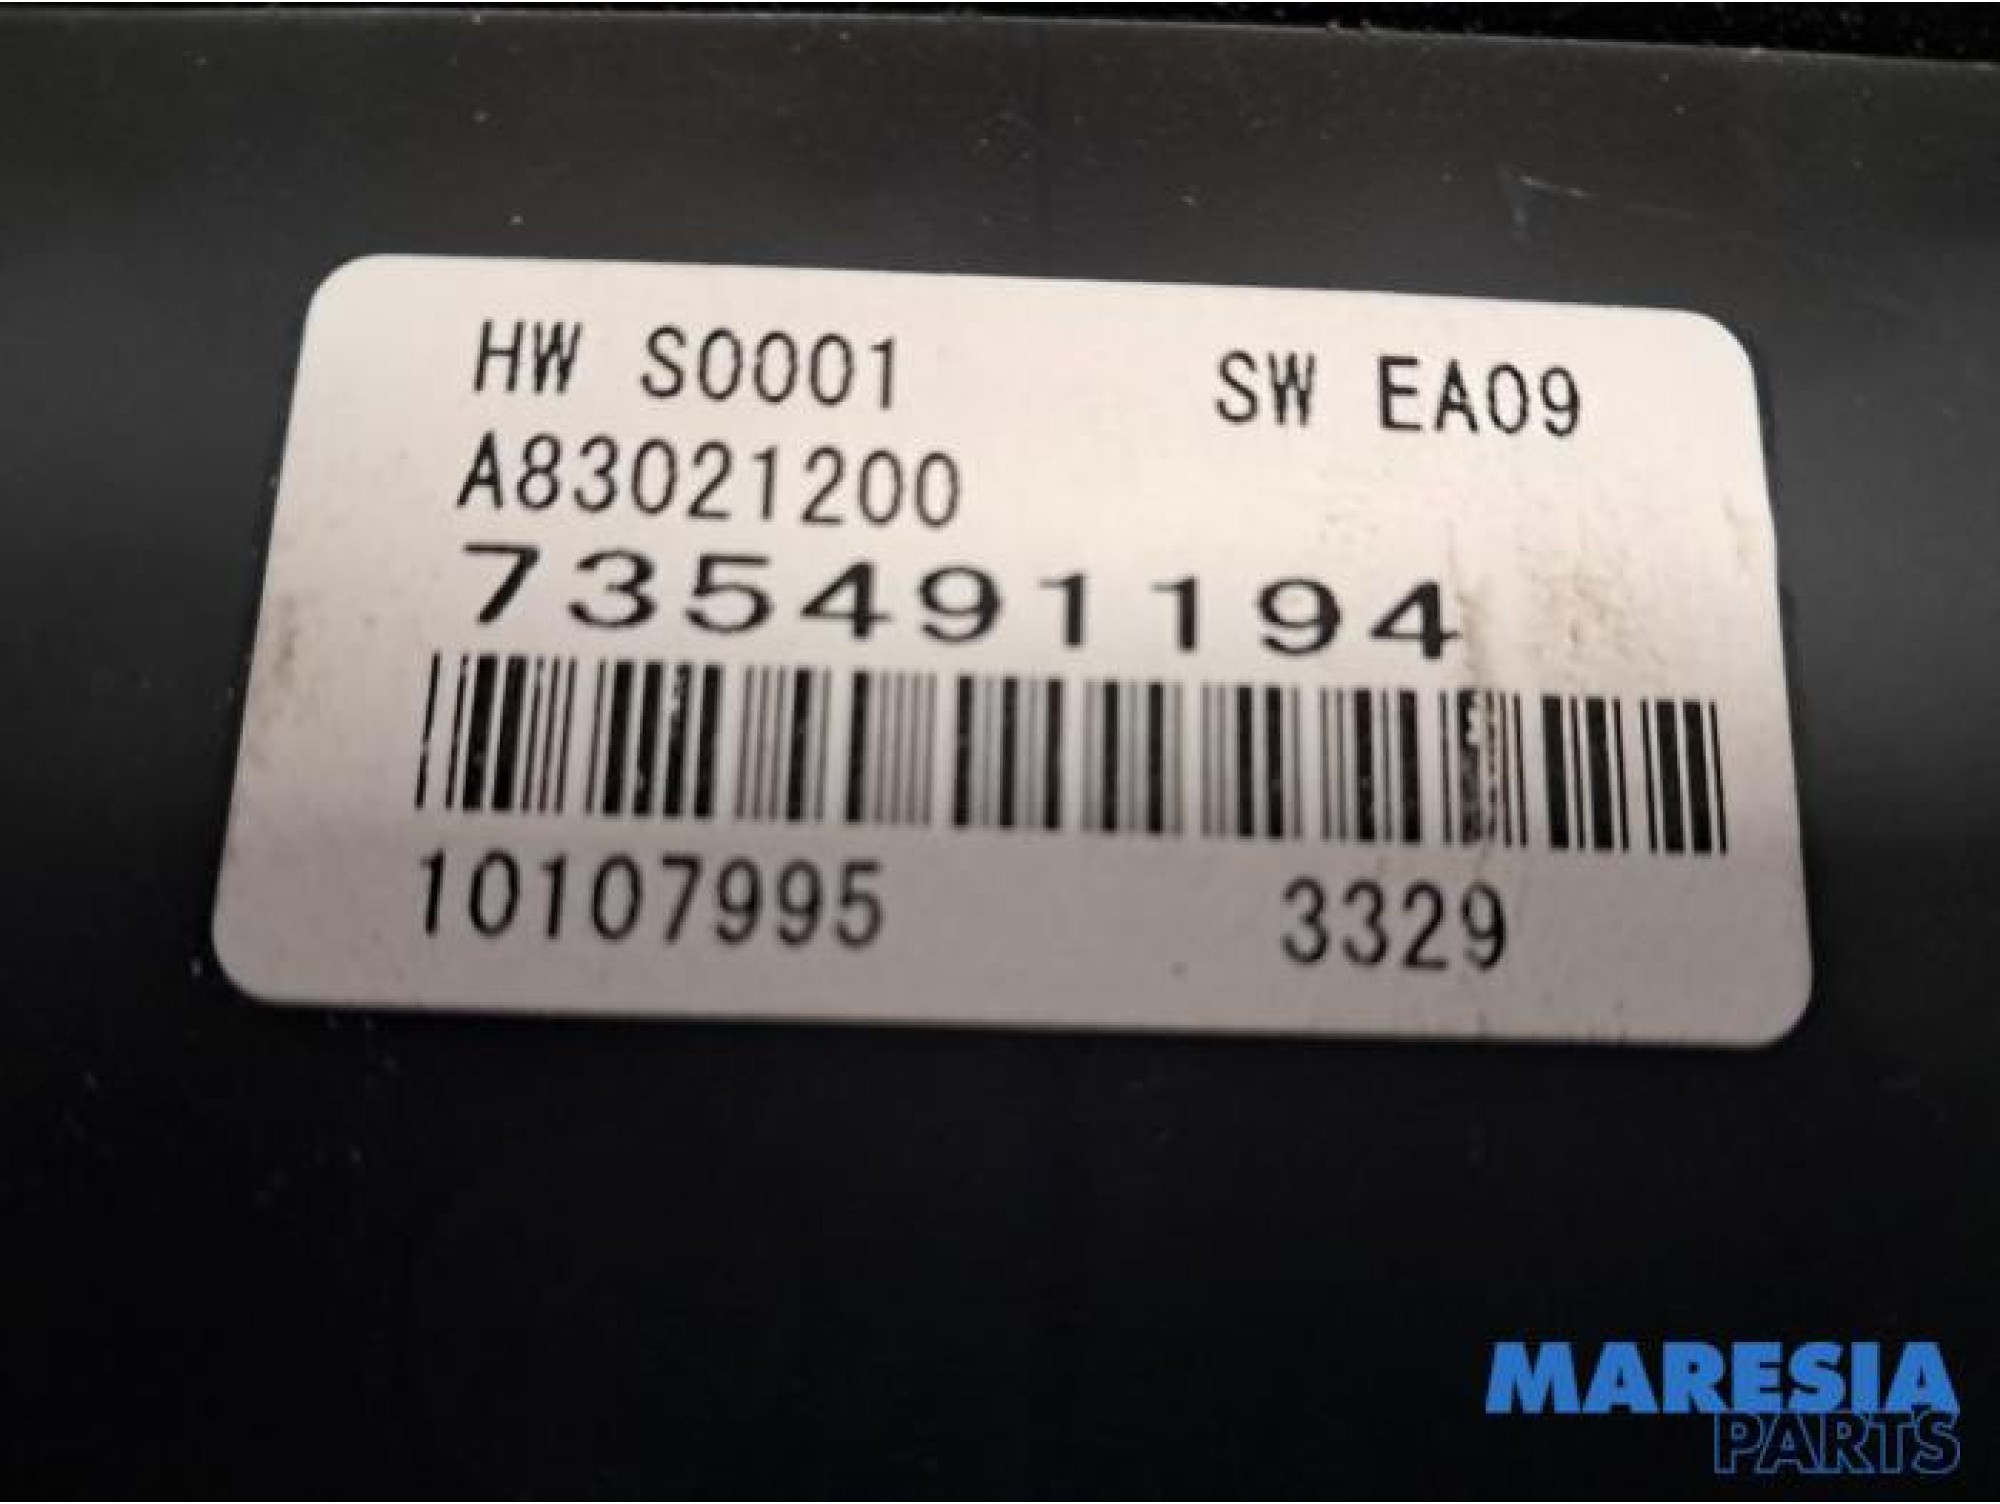 HW S0001 SW EA09
A83021200
735491194
10107995 3329
MARESIA
PARTS